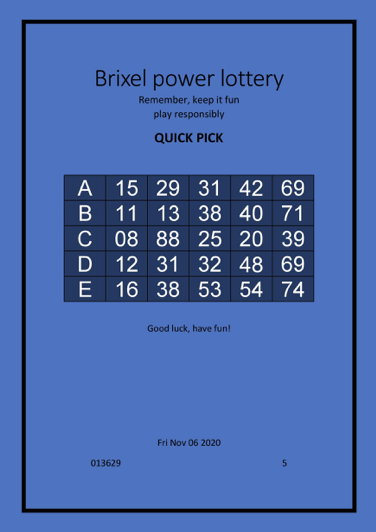 Brixel power lottery
Remember, keep it fun
play responsibly
QUICK PICK
A 15 29 31 42 69
B 11 13 38 40 71
C 08 88 25 20 39
D 12 31 32 48 69
E 16 38 53 54 74
Good luck, have fun!
Fri Nov 06 2020
013629 5